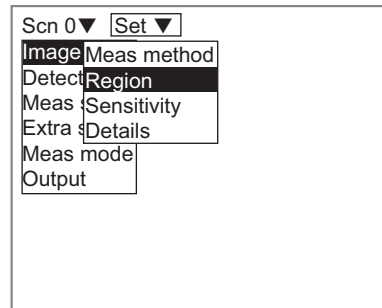 Scn 0▼ Set ▼
Image
Detect
Meas s
Extra s
Meas mode
Output
Meas method
Region
Sensitivity
Details